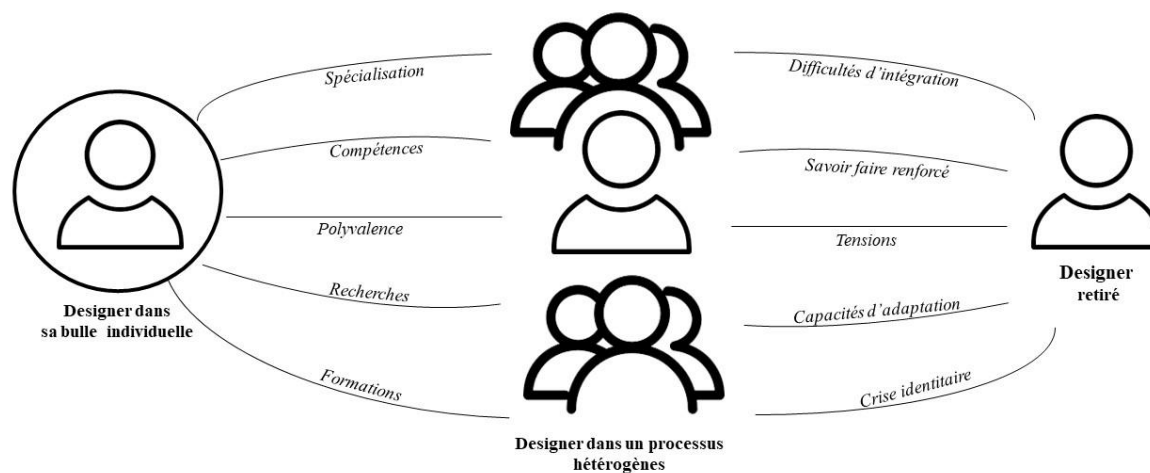 Spécialisation
Compétences
Polyvalence
Recherches
Formations
Designer dans
sa bulle individuelle
Difficultés d'intégration
Savoir faire renforcé
Tensions
Capacités d'adaptation
Crise identitaire
Designer
retiré
Designer dans un processus
hétérogènes